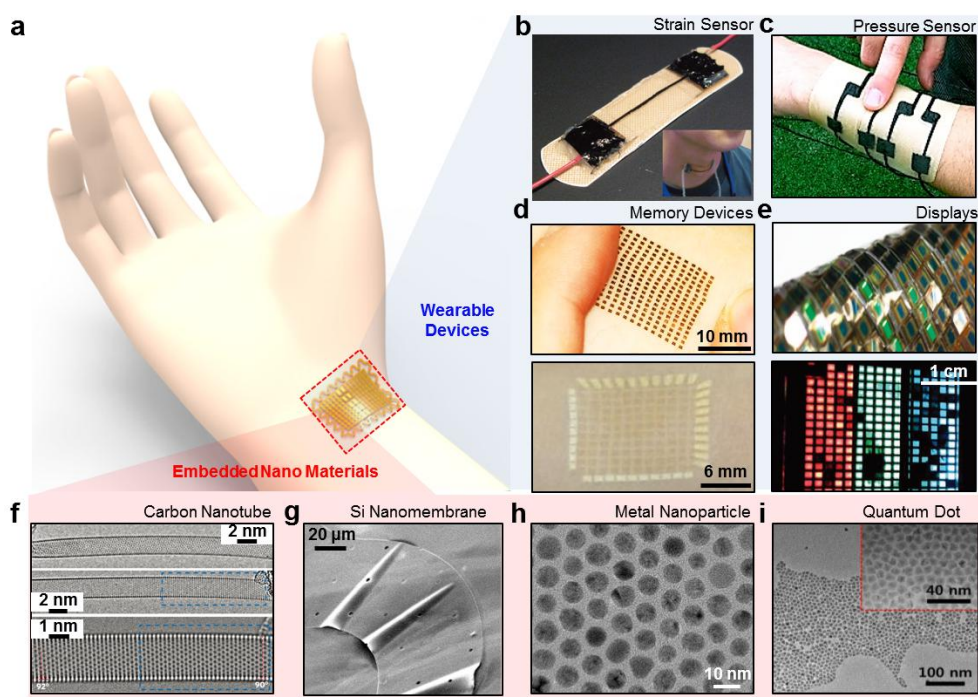 a
b
Strain Sensor
c
Pressure Sensor
d
Memory Devices
e
Displays
Wearable
Devices
10 mm
1 cm
6 mm
Embedded Nano Materials
f
Carbon Nanotube
g
Si Nanomembrane
h
Metal Nanoparticle
i
Quantum Dot
2 nm
20 µm
2 nm
1 nm
40 nm
92°
90°
10 nm
100 nm